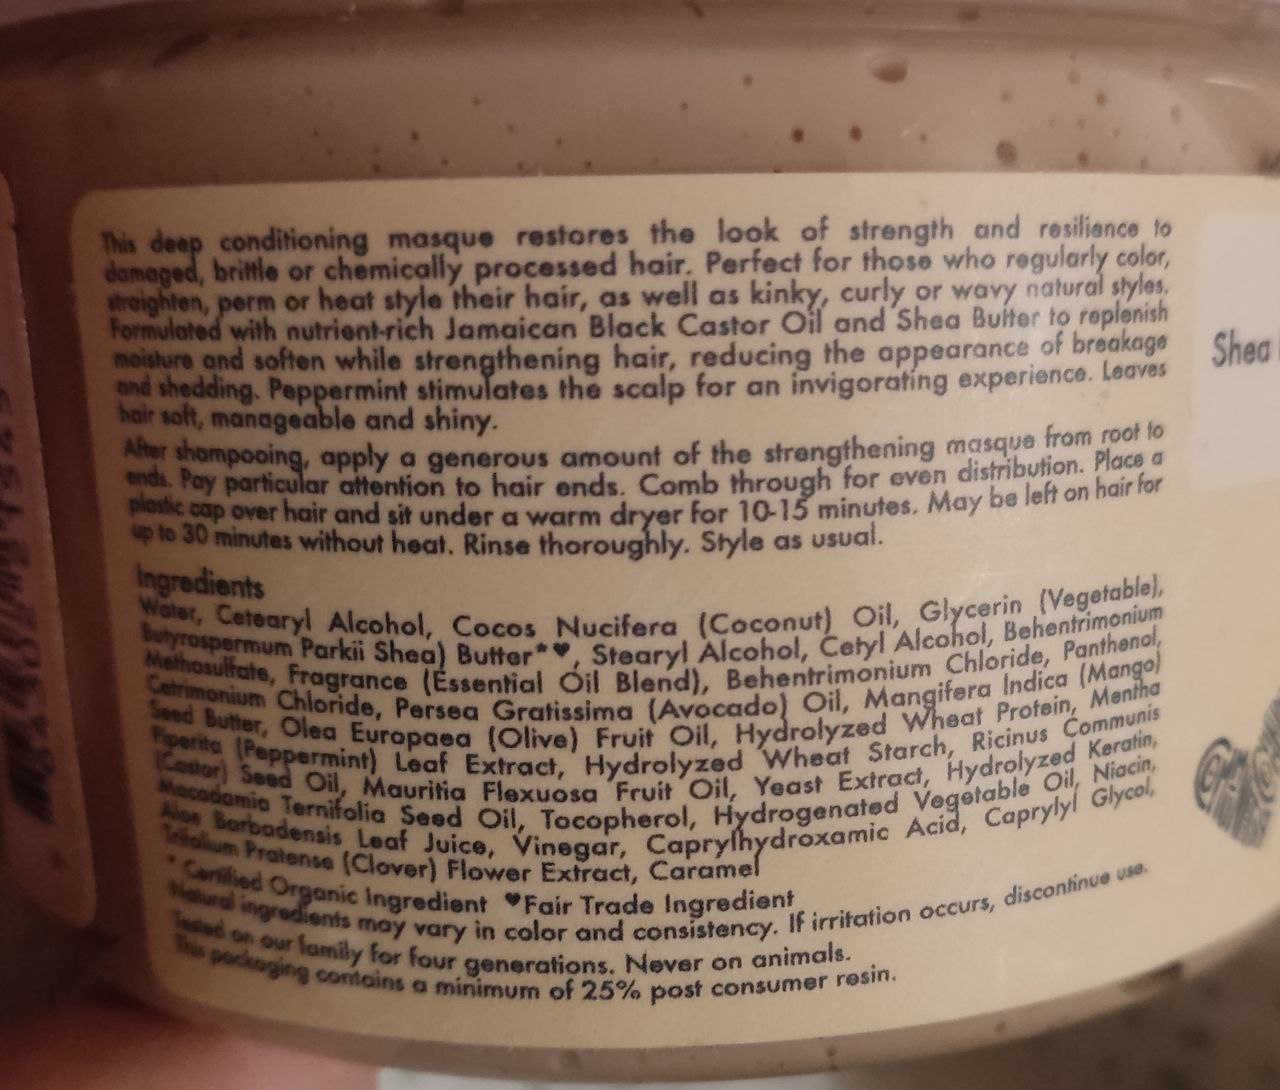 This deep conditioning masque restores the look of strength and resilience to
damaged, brittle or chemically processed hair. Perfect for those who regularly color,
straighten, perm or heat style their hair, as well as kinky, curly or wavy natural styles.
Formulated with nutrient-rich Jamaican Black Castor Oil and Shea Butter to replenish
moisture and soften while strengthening hair, reducing the appearance of breakage
and shedding. Peppermint stimulates the scalp for an invigorating experience. Leaves
hair soft, manageable and shiny.
After shampooing, apply a generous amount of the strengthening masque from root to
ends. Pay particular attention to hair ends. Comb through for even distribution. Place a
plastic cap over hair and sit under a warm dryer for 10-15 minutes. May be left on hair for
up to 30 minutes without heat. Rinse thoroughly. Style as usual.
Ingredients
Water, Cetearyl Alcohol, Cocos Nucifera (Coconut) Oil, Glycerin (Vegetable),
Butyrospermum Parkii Shea) Butter*♥, Stearyl Alcohol, Cetyl Alcohol, Behentrimonium
Methosulfate, Fragrance (Essential Oil Blend), Behentrimonium Chloride, Panthenol,
Cetrimonium Chloride, Persea Gratissima (Avocado) Oil, Mangifera Indica (Mango)
Seed Butter, Olea Europaea (Olive) Fruit Oil, Hydrolyzed Wheat Protein, Mentha
Piperita (Peppermint) Leaf Extract, Hydrolyzed Wheat Starch, Ricinus Communis
(Castor) Seed Oil, Mauritia Flexuosa Fruit Oil, Yeast Extract, Hydrolyzed Keratin,
Macadamia Ternifolia Seed Oil, Tocopherol, Hydrogenated Vegetable Oil, Niacin,
Aloe Barbadensis Leaf Juice, Vinegar, Caprylhydroxamic Acid, Caprylyl Glycol,
Trifolium Pratense (Clover) Flower Extract, Caramel
* Certified Organic Ingredient ♥Fair Trade Ingredient
Natural ingredients may vary in color and consistency. If irritation occurs, discontinue use.
Tested on our family for four generations. Never on animals.
This packaging contains a minimum of 25% post consumer resin.
Shea